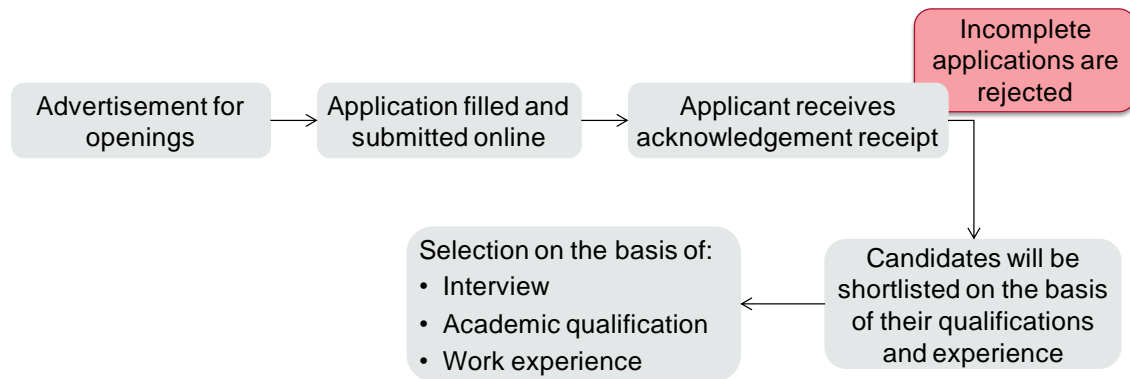 Advertisement for
openings
Application filled and
submitted online
Applicant receives
acknowledgement receipt
Incomplete
applications are
rejected
Candidates will be
shortlisted on the basis
of their qualifications
and experience
Selection on the basis of:
• Interview
• Academic qualification
• Work experience